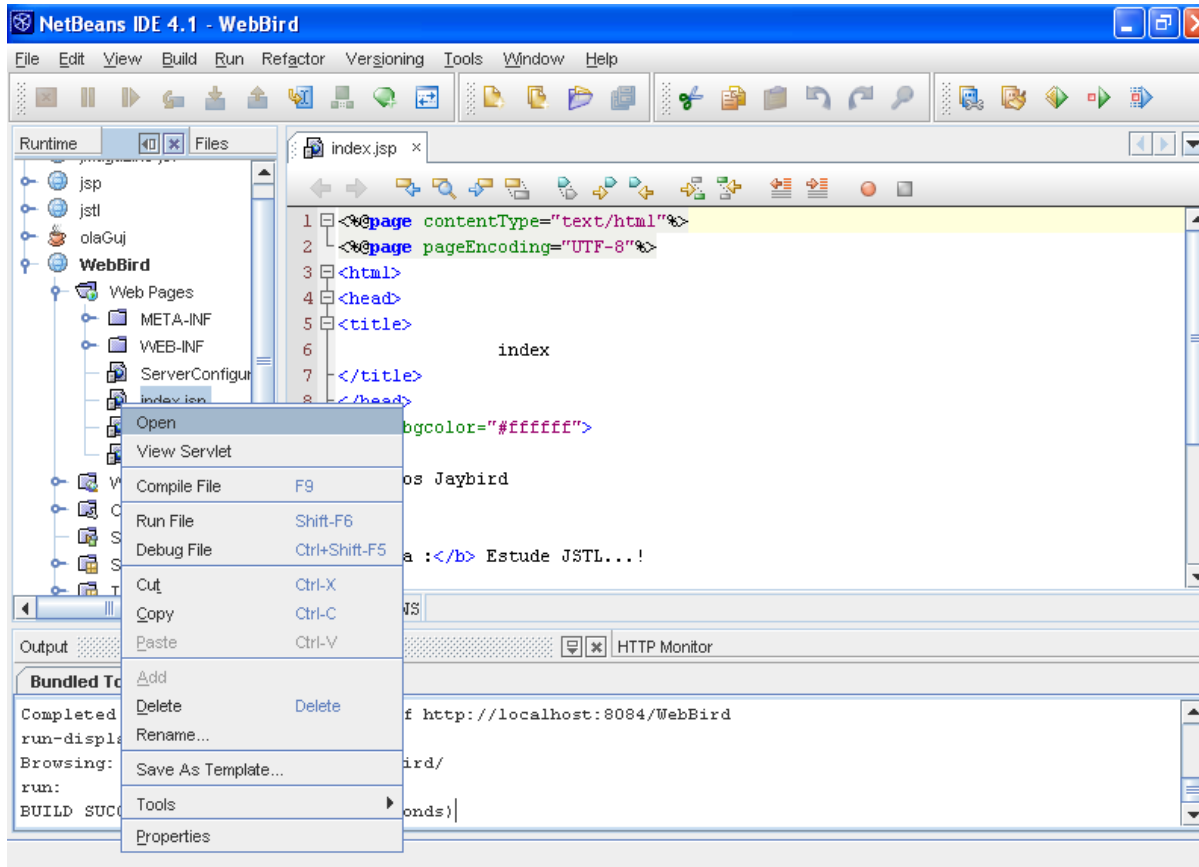 NetBeans IDE 4.1 - WebBird
File Edit View Build Run Refactor Versioning Tools Window Help
Runtime Files
index.jsp
jsp
jstl
olaGuj
WebBird
Web Pages
META-INF
WEB-INF
ServerConfigur
index.jsp
1 <%@page contentType="text/html"%>
2 <%@page pageEncoding="UTF-8"%>
3 <html>
4 <head>
5 <title>
6 index
7 </title>
8 </head>
bgcolor="#ffffff">
os Jaybird
a :</b> Estude JSTL...!
Open
View Servlet
Compile File F9
Run File Shift-F6
Debug File Ctrl+Shift-F5
Cut Ctrl-X
Copy Ctrl-C
Paste Ctrl-V
Add
Delete Delete
Rename...
Save As Template...
Tools
Properties
Output HTTP Monitor
Bundled To
Completed f http://localhost:8084/WebBird
run-displa
Browsing: ird/
run:
BUILD SUCC onds)